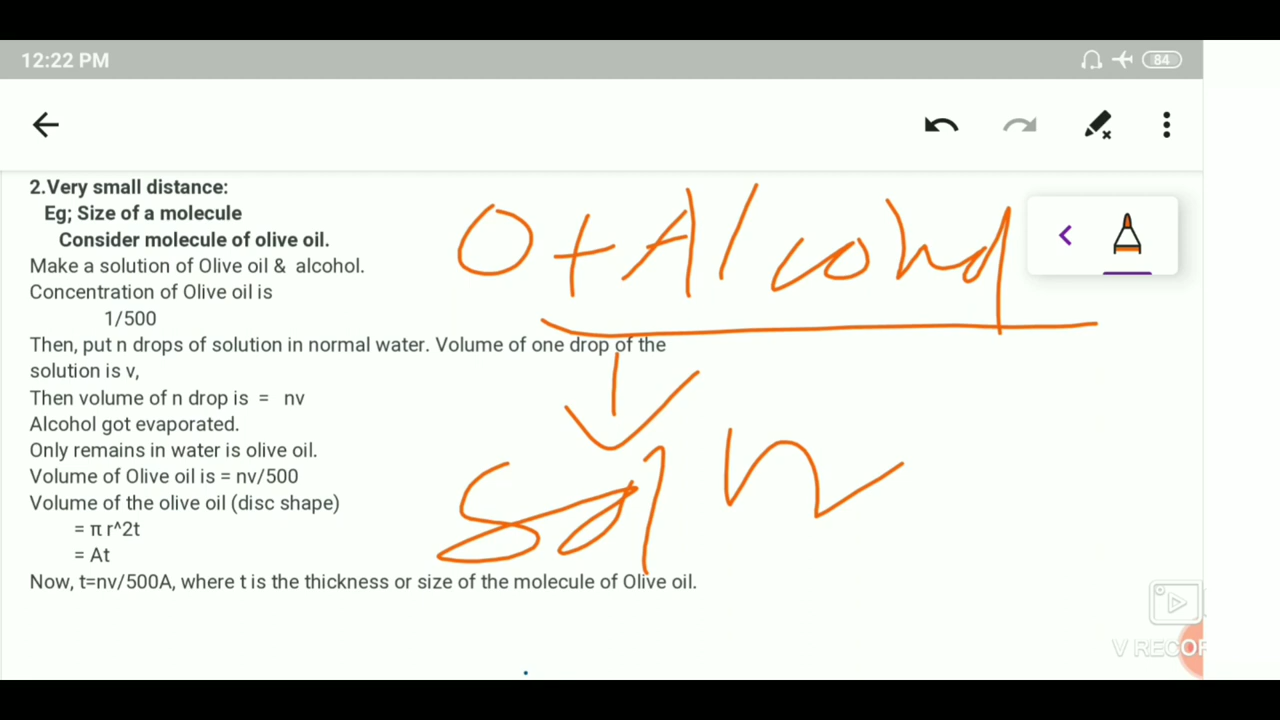 12:22 PM
84
2.Very small distance:
Eg; Size of a molecule
Consider molecule of olive oil.
Make a solution of Olive oil & alcohol.
Concentration of Olive oil is
1/500
Then, put n drops of solution in normal water. Volume of one drop of the
solution is v,
Then volume of n drop is = nv
Alcohol got evaporated.
Only remains in water is olive oil.
Volume of Olive oil is = nv/500
Volume of the olive oil (disc shape)
= π r^2t
= At
Now, t=nv/500A, where t is the thickness or size of the molecule of Olive oil.
O+Alcohol
Sol n
V RECOR